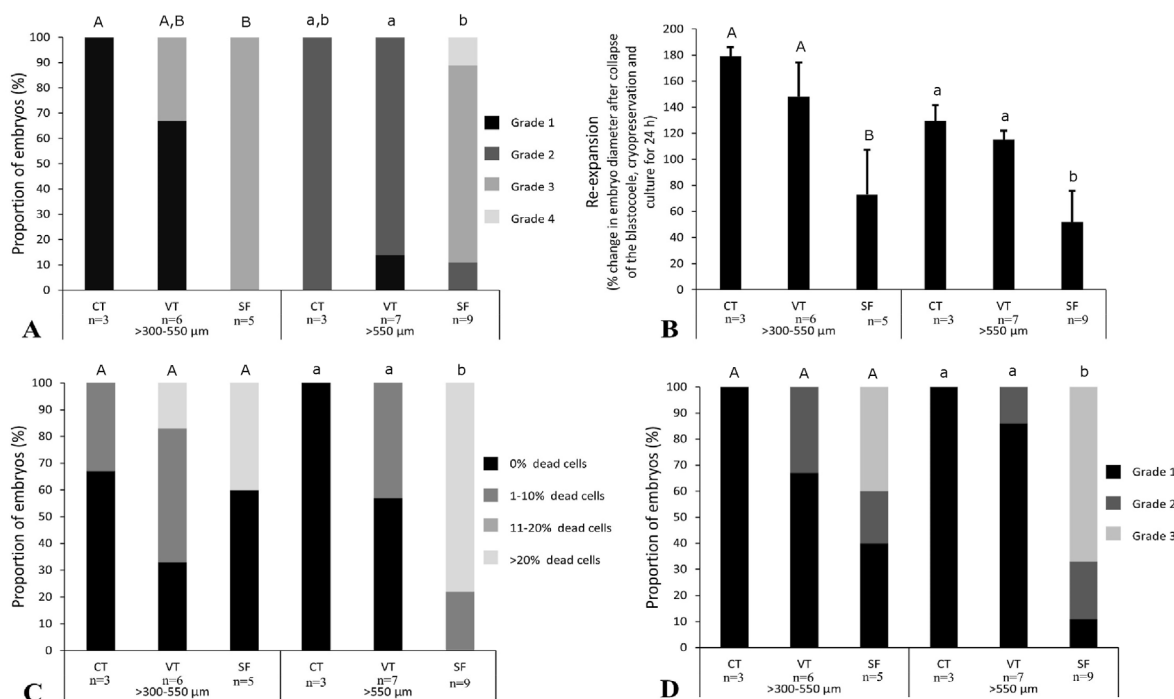 A A,B B a,b a b
Proportion of embryos (%)
100
90
80
70
60
50
40
30
20
10
0
Grade 1
Grade 2
Grade 3
Grade 4
CT VT SF CT VT SF
n=3 n=6 n=5 n=3 n=7 n=9
>300-550 µm >550 µm
A
A A B a a b
Re-expansion
(% change in embryo diameter after collapse
of the blastocoele, cryopreservation and
culture for 24 h)
200
180
160
140
120
100
80
60
40
20
0
CT VT SF CT VT SF
n=3 n=6 n=5 n=3 n=7 n=9
>300-550 µm >550 µm
B
A A A a a b
Proportion of embryos (%)
100
90
80
70
60
50
40
30
20
10
0
0% dead cells
1-10% dead cells
11-20% dead cells
>20% dead cells
CT VT SF CT VT SF
n=3 n=6 n=5 n=3 n=7 n=9
>300-550 µm >550 µm
C
A A A a a b
Proportion of embryos (%)
100
90
80
70
60
50
40
30
20
10
0
Grade 1
Grade 2
Grade 3
CT VT SF CT VT SF
n=3 n=6 n=5 n=3 n=7 n=9
>300-550 µm >550 µm
D